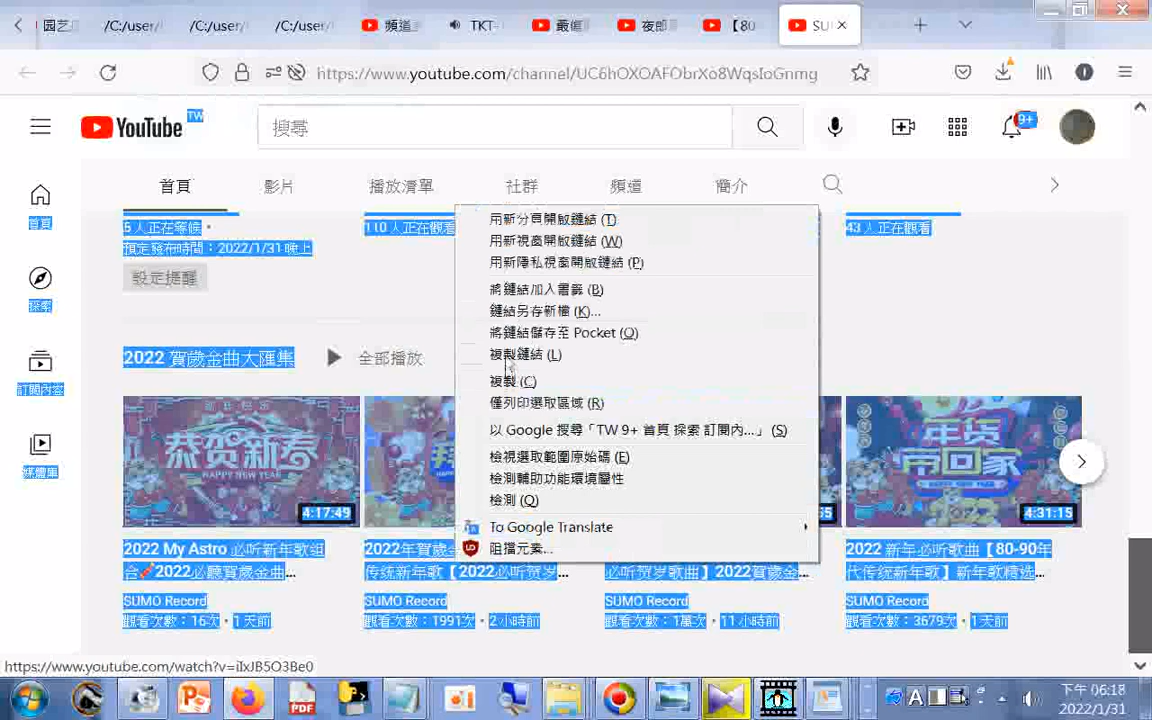 园艺
/C:/user/
/C:/user/
/C:/user/
頻道
TKT-
最偏
夜郎
【80
SU
https://www.youtube.com/channel/UC6hOXOAFObrXo8WqsIoGnmg
YouTube
TW
搜尋
9+
首頁
影片
播放清單
社群
頻道
簡介
首頁
探索
訂閱內容
媒體庫
5 人正在等候・
預定發布時間：2022/1/31 晚上
設定提醒
110 人正在觀看
43 人正在觀看
2022 賀歲金曲大匯集
全部播放
用新分頁開啟鏈結 (T)
用新視窗開啟鏈結 (W)
用新隱私視窗開啟鏈結 (P)
將鏈結加入書籤 (B)
鏈結另存新檔 (K)...
將鏈結儲存至 Pocket (O)
複製鏈結 (L)
複製 (C)
僅列印選取區域 (R)
以 Google 搜尋「TW 9+ 首頁 探索 訂閱內...」 (S)
檢視選取範圍原始碼 (E)
檢測輔助功能環境屬性
檢測 (Q)
To Google Translate
阻擋元素...
恭贺新春
HAPPY NEW YEAR
4:17:49
年货
带回家
4:31:15
2022 My Astro 必听新年歌组
合🧨2022必聽賀歲金曲...
SUMO Record
觀看次數：16次・1 天前
2022年賀歲
传统新年歌【2022必听贺岁...
SUMO Record
觀看次數：1991次・2 小時前
必听贺岁歌曲】2022賀歲金...
SUMO Record
觀看次數：1萬次・11 小時前
2022 新年必听歌曲【80-90年
代传统新年歌】新年歌精选...
SUMO Record
觀看次數：3679次・1 天前
https://www.youtube.com/watch?v=iIxJB5O3Be0
下午 06:18
2022/1/31